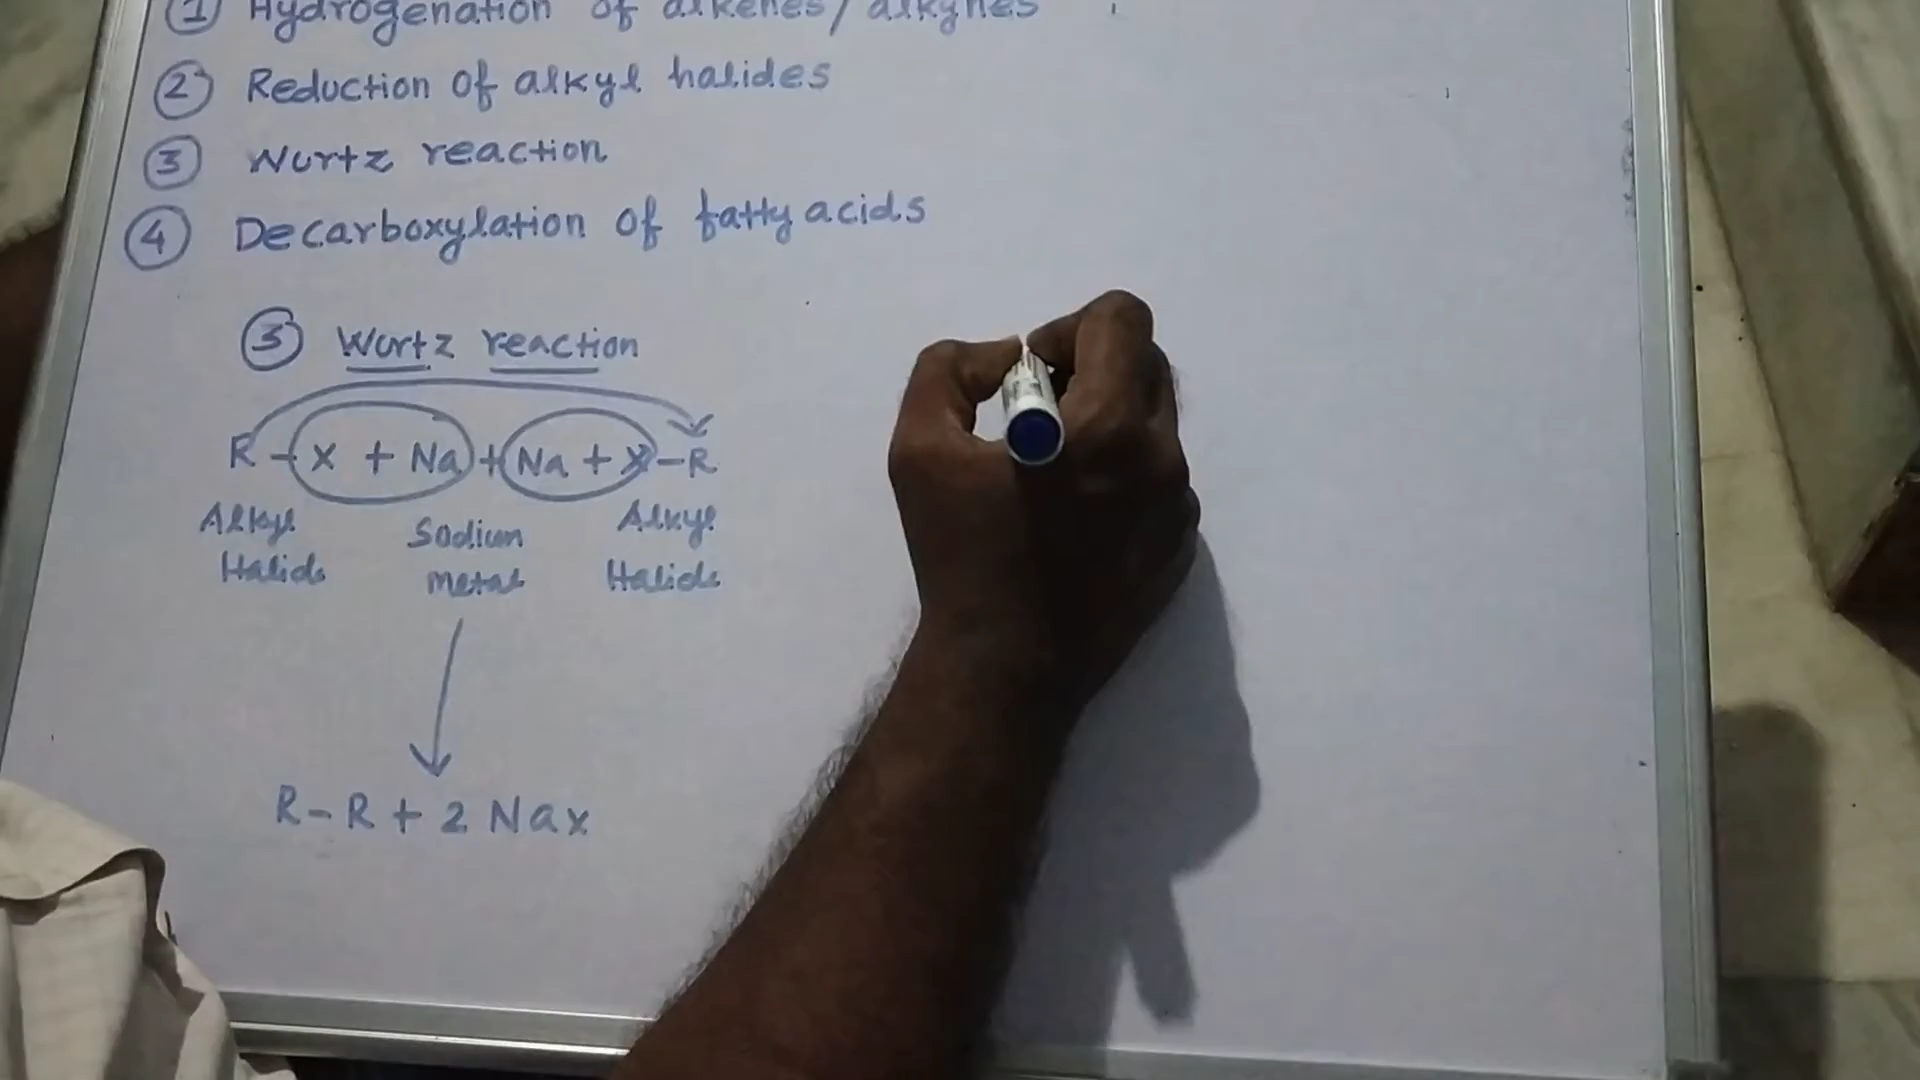 ① Hydrogenation of alkenes/alkynes
② Reduction of alkyl halides
③ Wurtz reaction
④ Decarboxylation of fatty acids
③ Wurtz reaction
R - X + Na + Na + X - R
Alkyl Halide Sodium metal Alkyl Halide
R - R + 2 Nax